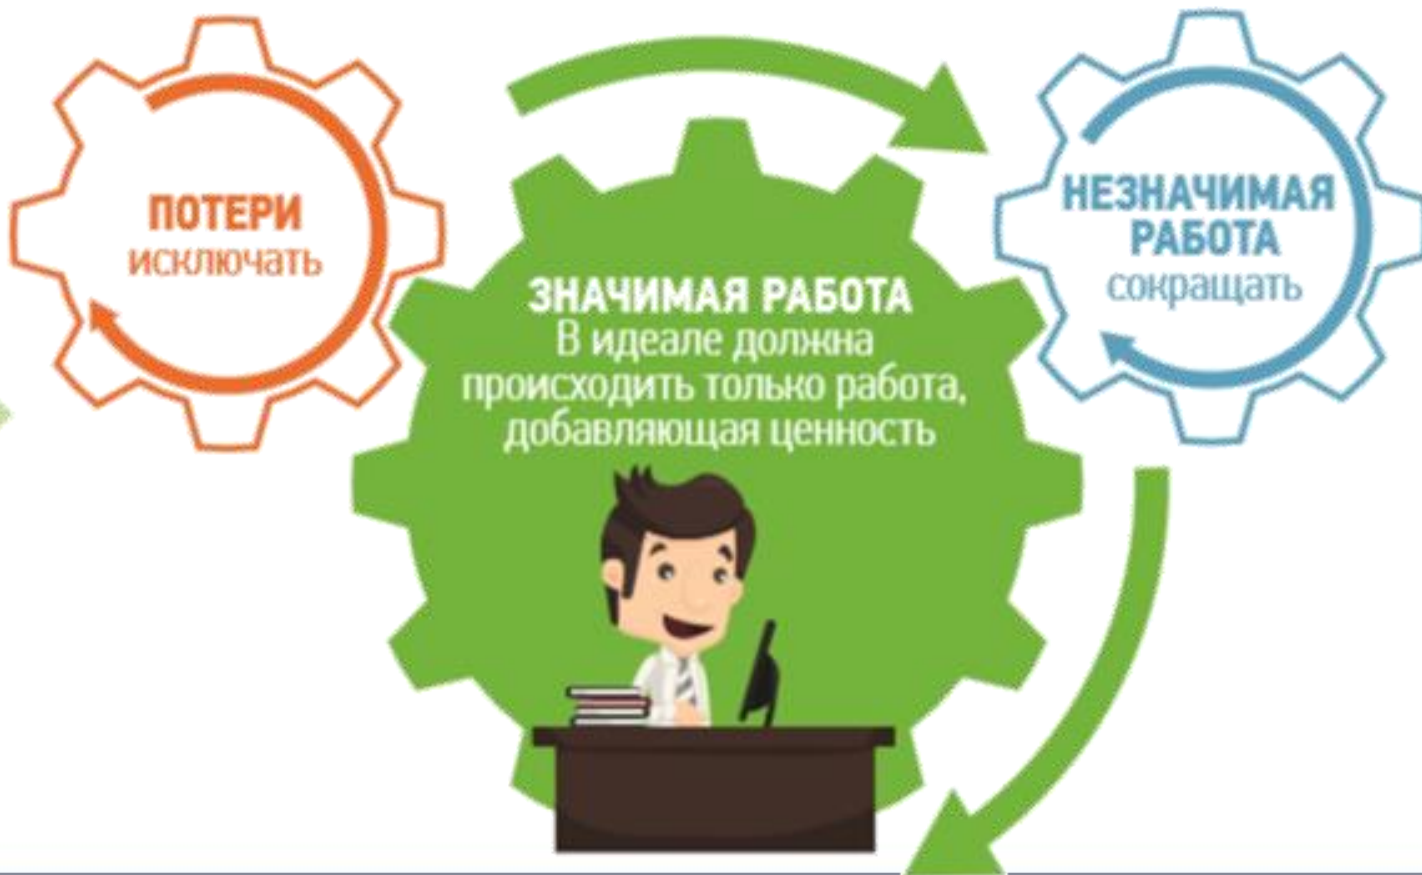 ПОТЕРИ
исключать
ЗНАЧИМАЯ РАБОТА
В идеале должна
происходить только работа,
добавляющая ценность
НЕЗНАЧИМАЯ
РАБОТА
сокращать